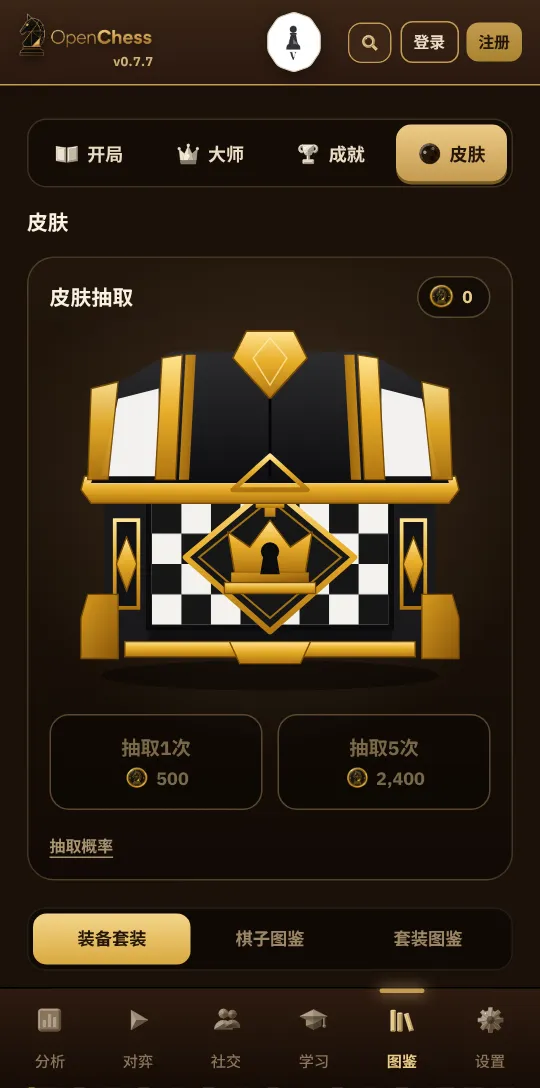 OpenChess
v0.7.7
V
登录
注册
开局
大师
成就
皮肤
皮肤
皮肤抽取
0
抽取1次
500
抽取5次
2,400
抽取概率
装备套装
棋子图鉴
套装图鉴
分析
对弈
社交
学习
图鉴
设置